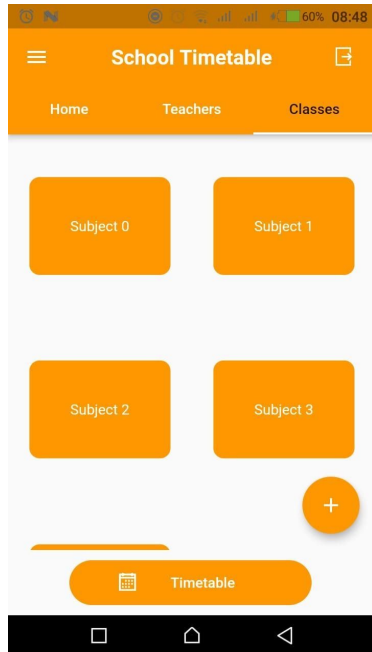 60% 08:48
School Timetable
Home Teachers Classes
Subject 0 Subject 1
Subject 2 Subject 3
+
Timetable